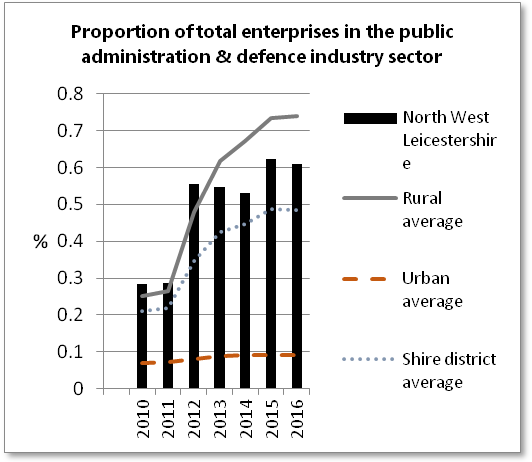 Proportion of total enterprises in the public
administration & defence industry sector
0.8
0.7
0.6
0.5
0.4
0.3
0.2
0.1
0
%
2010
2011
2012
2013
2014
2015
2016
North West
Leicestershir
e
Rural
average
Urban
average
Shire district
average